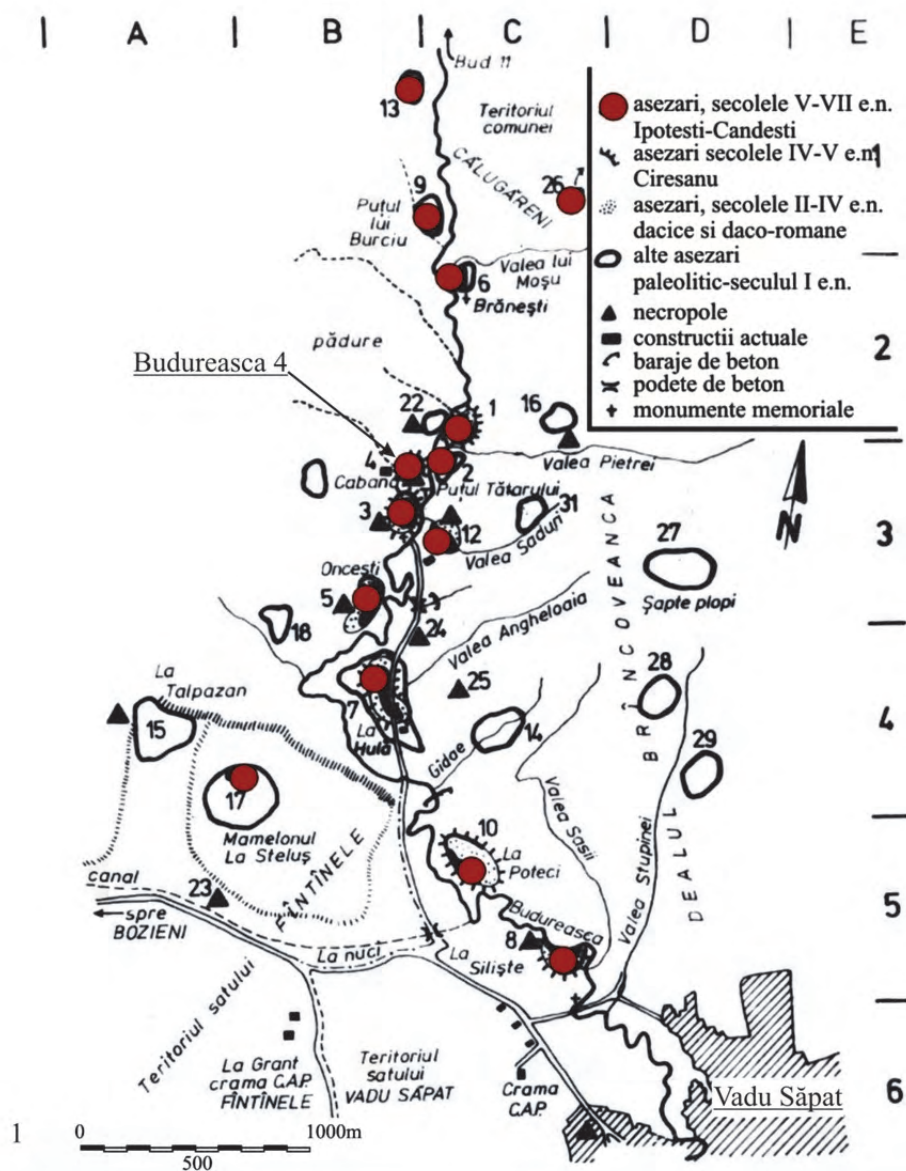 A B C D E
Bud 11
13
Teritoriul
comunei
CĂLUGĂRENI
26
9
Puțul
lui
Burciu
Valea lui
Moșu
6
Brănești
asezari, secolele V-VII e.n.
Ipotesti-Candesti
asezari secolele IV-V e.n.
Ciresanu
asezari, secolele II-IV e.n.
dacice si daco-romane
alte asezari
paleolitic-seculul I e.n.
necropole
constructii actuale
baraje de beton
podete de beton
monumente memoriale
1
2
3
4
5
6
pădure
Budureasca 4
22
1
16
4
2
Valea Pietrei
Cabana
Puțul Tătarului
3
12
31
Valea Saduri
N
27
Șapte plopi
Oncești
5
18
24
Valea Angheloaia
25
28
La
Talpazan
15
7
La
Hulă
Gidae
14
29
17
Mamelonul
La Steluș
FÎNTÎNELE
10
La
Poteci
Valea Sasii
Valea Stupinei
DEALUL BRÎNCOVEANCA
canal
23
spre
BOZIENI
La nuci
Budureasca
8
La
Siliște
Teritoriul satului
La Grant
crama C.A.P.
FÎNTÎNELE
Teritoriul
satului
VADU SĂPAT
Crama
C.A.P.
Vadu Săpat
1
0 1000m
500